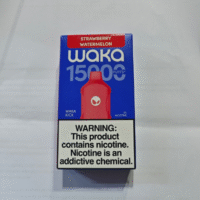 STRAWBERRY
WATERMELON
waka
15000
WARNING:
This product
contains nicotine.
Nicotine is an
addictive chemical.